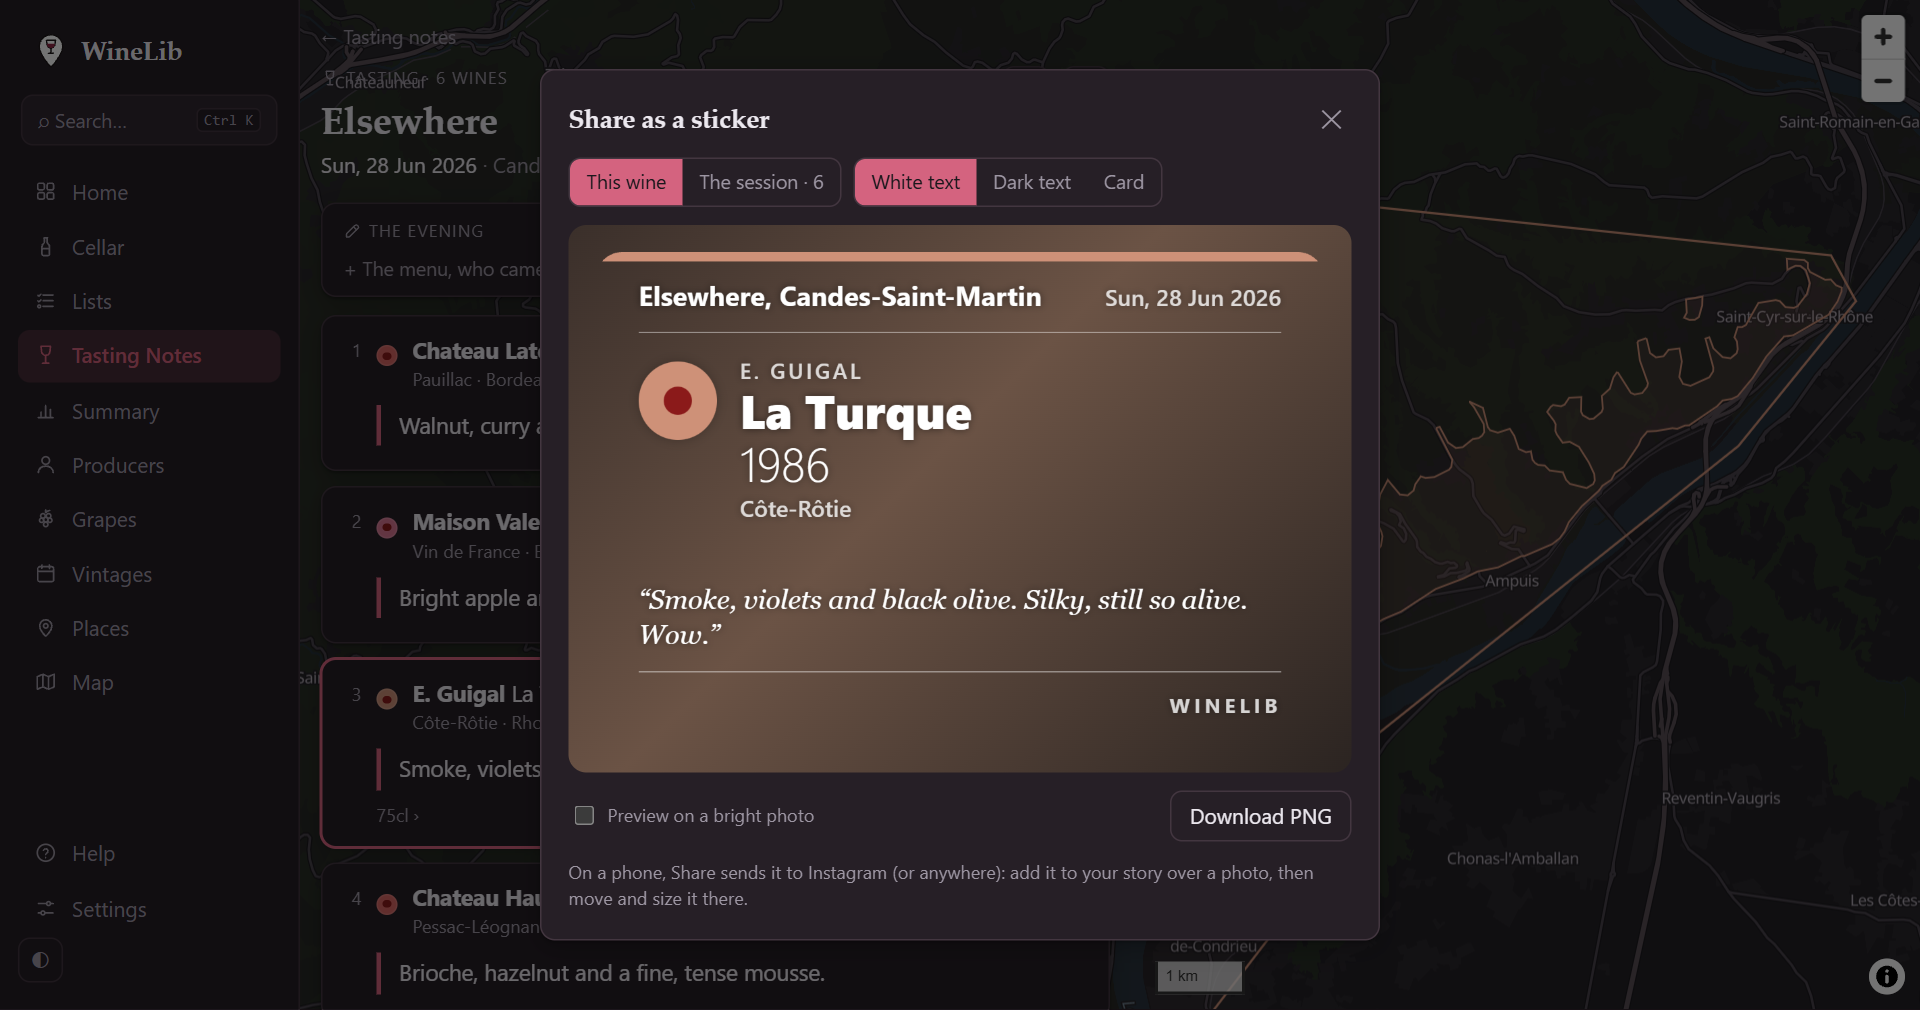 WineLib
Search...
Ctrl K
Home
Cellar
Lists
Tasting Notes
Summary
Producers
Grapes
Vintages
Places
Map
Help
Settings
← Tasting notes
TASTING · 6 WINES
Châteauneuf
Elsewhere
Sun, 28 Jun 2026 · Cand
THE EVENING
+ The menu, who came
1
Chateau Lat
Pauillac · Bordea
Walnut, curry a
2
Maison Vale
Vin de France ·
Bright apple a
3
E. Guigal La
Côte-Rôtie · Rho
Smoke, violets
75cl ›
4
Chateau Hau
Pessac-Léognan
Brioche, hazelnut and a fine, tense mousse.
Share as a sticker
This wine
The session · 6
White text
Dark text
Card
Elsewhere, Candes-Saint-Martin
Sun, 28 Jun 2026
E. GUIGAL
La Turque
1986
Côte-Rôtie
“Smoke, violets and black olive. Silky, still so alive.
Wow.”
WINELIB
Preview on a bright photo
Download PNG
On a phone, Share sends it to Instagram (or anywhere): add it to your story over a photo, then
move and size it there.
+
−
Saint-Romain-en-Ga
Saint-Cyr-sur-le-Rhône
Ampuis
Reventin-Vaugris
Chonas-l'Amballan
Les Côtes-
de-Condrieu
1 km
Sai